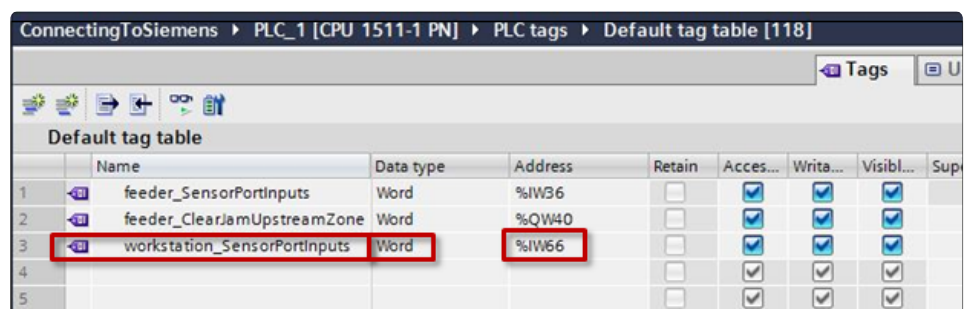 ConnectingToSiemens ▸ PLC_1 [CPU 1511-1 PN] ▸ PLC tags ▸ Default tag table [118]
Tags U
Default tag table
Name Data type Address Retain Acces... Writa... Visibl... Supe
1 feeder_SensorPortInputs Word %IW36
2 feeder_ClearJamUpstreamZone Word %QW40
3 workstation_SensorPortInputs Word %IW66
4
5